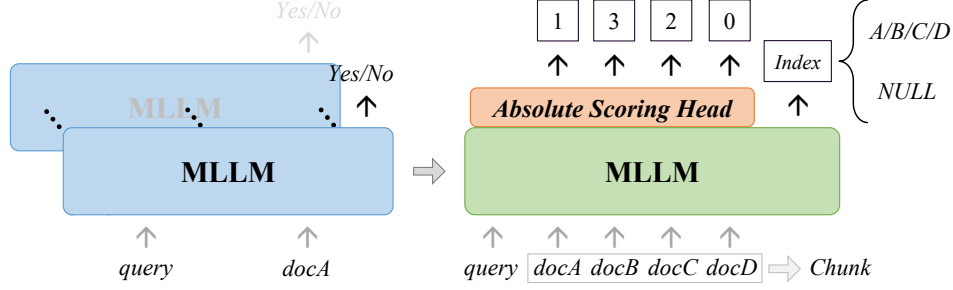 Yes/No
Yes/No
MLLM
MLLM
query docA
1 3 2 0
Index
A/B/C/D
NULL
Absolute Scoring Head
MLLM
query docA docB docC docD Chunk